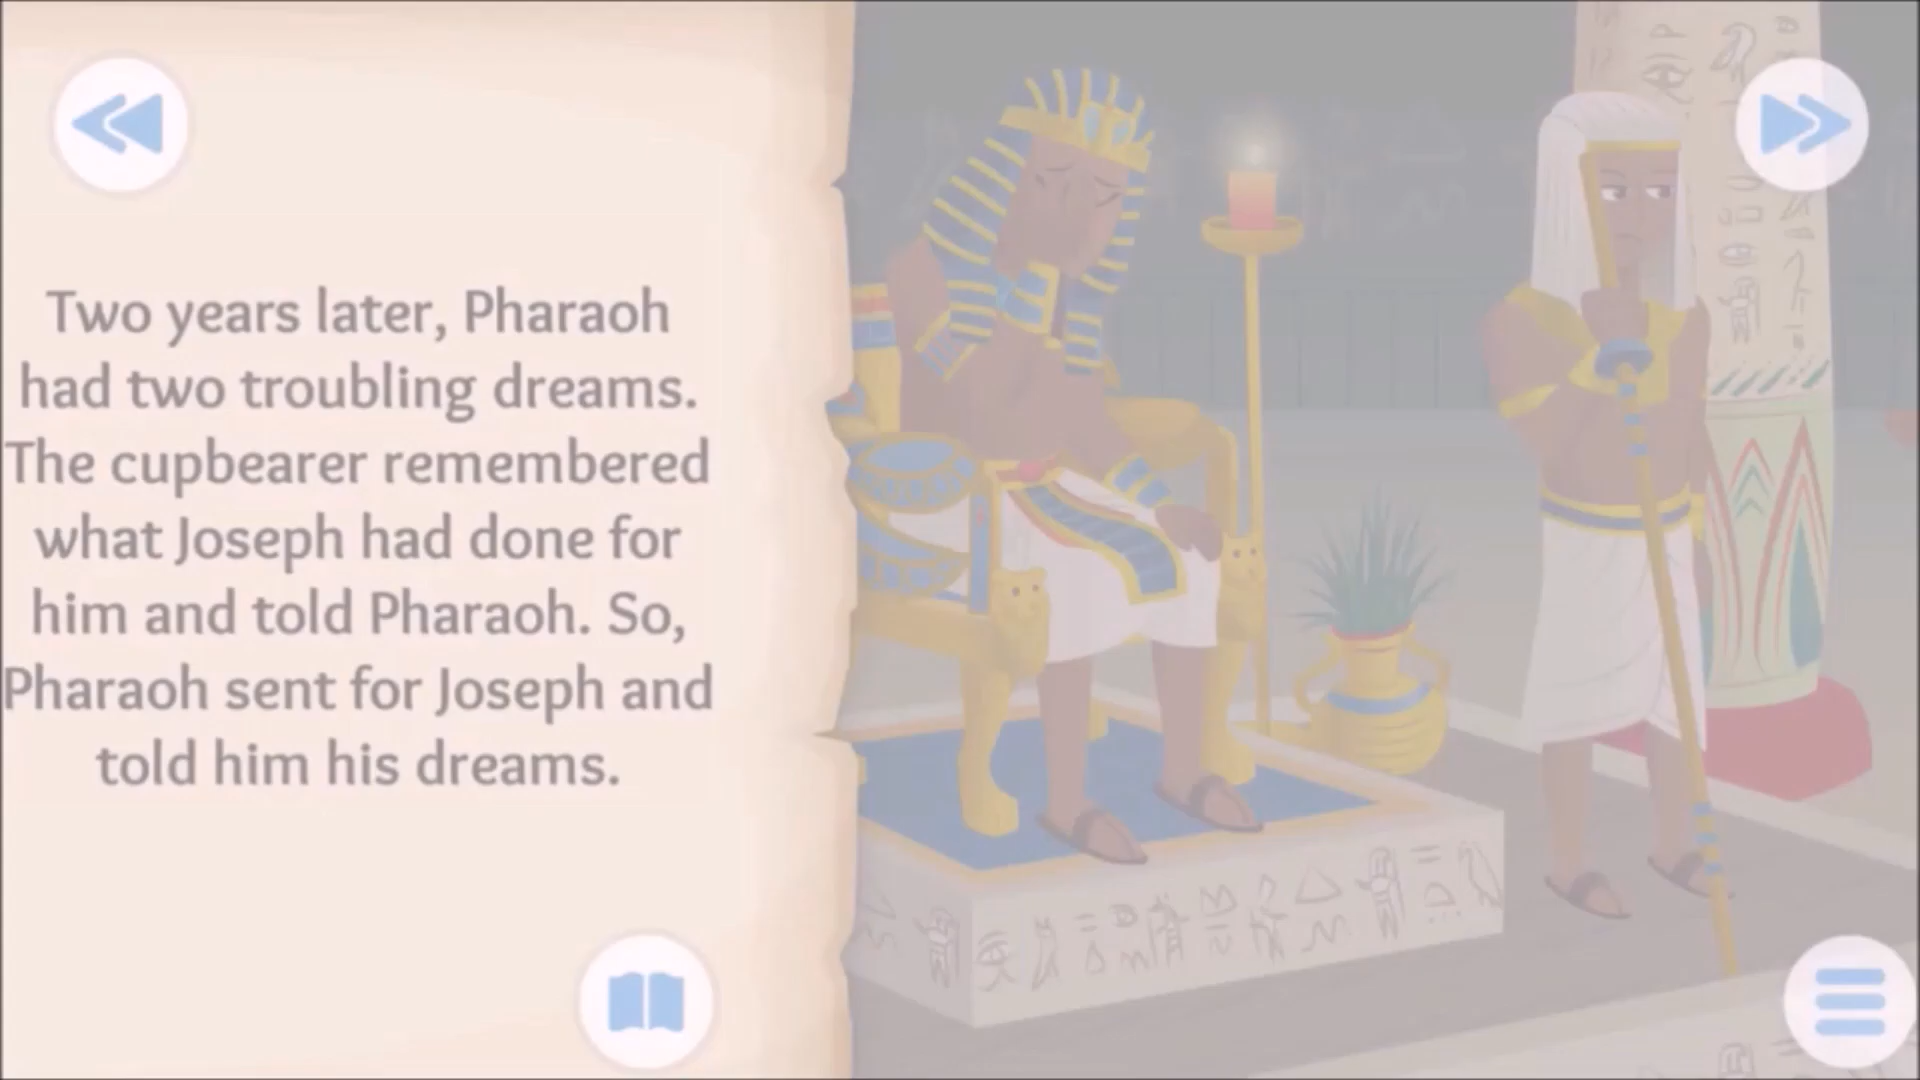 Two years later, Pharaoh
had two troubling dreams.
The cupbearer remembered
what Joseph had done for
him and told Pharaoh. So,
Pharaoh sent for Joseph and
told him his dreams.